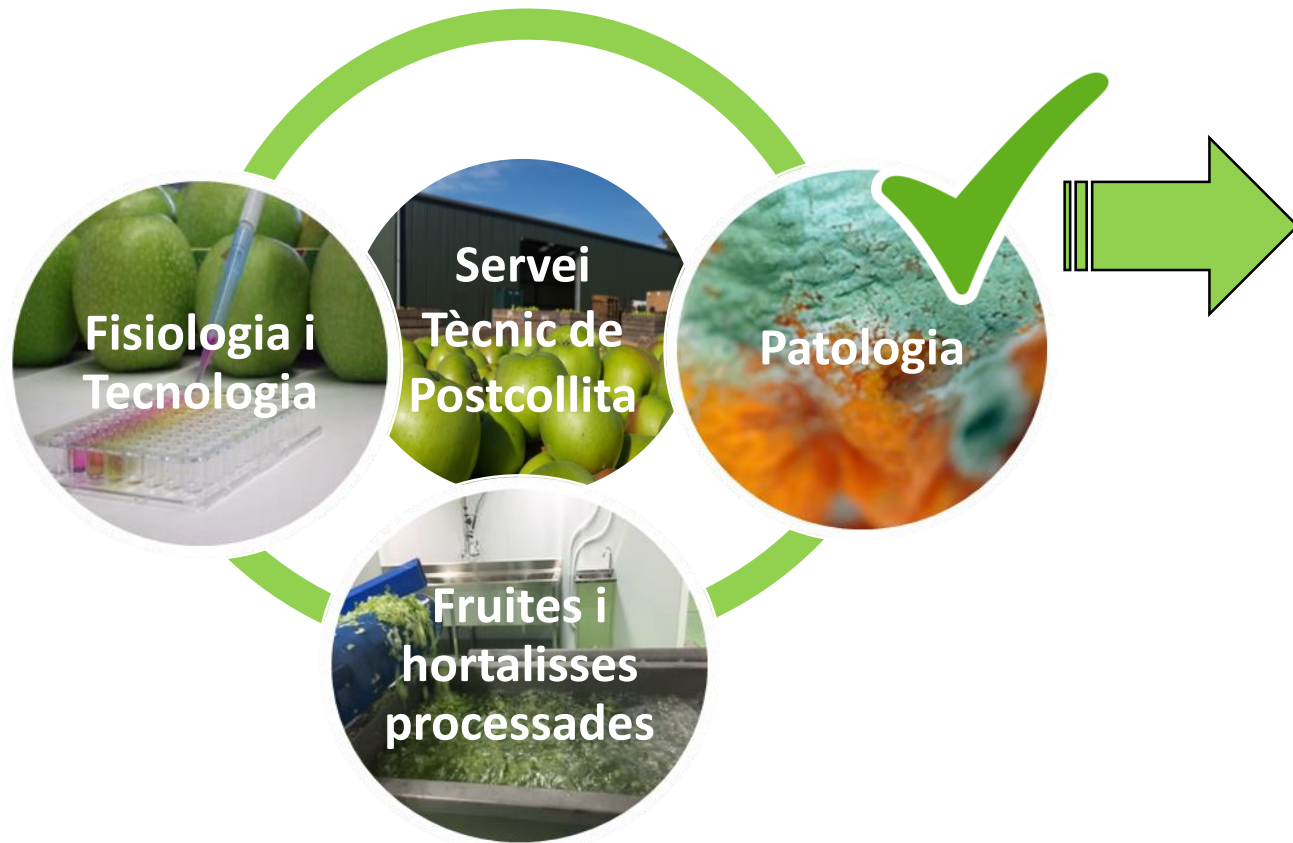 Fisiologia i
Tecnologia
Servei
Tècnic de
Postcollita
Patologia
Fruites i
hortalisses
processades